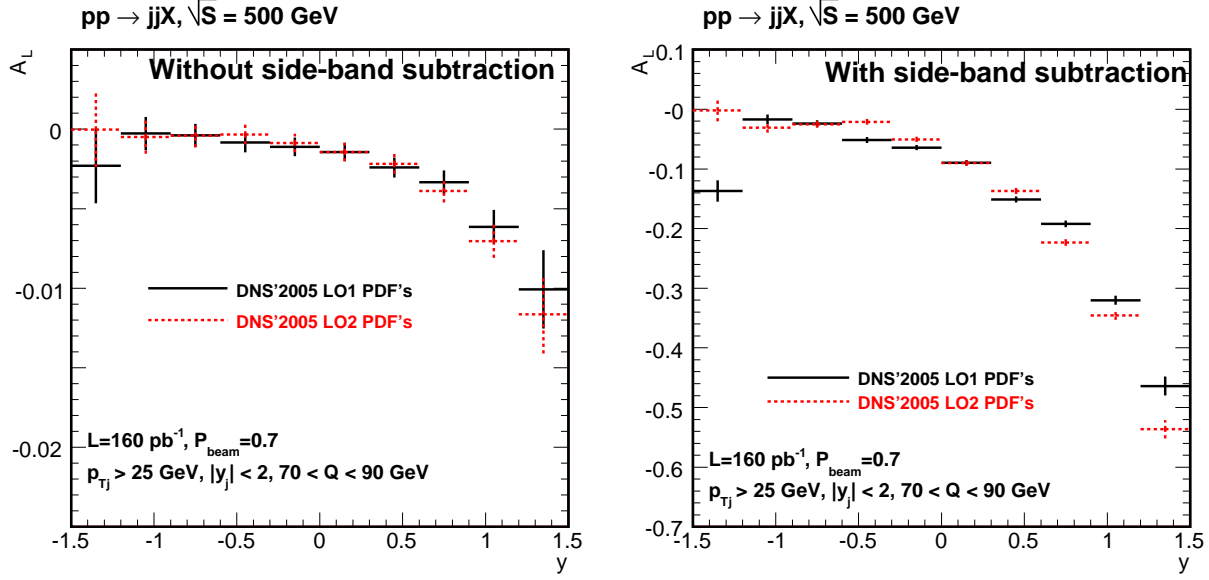 pp → jjX, √S = 500 GeV
A_L
Without side-band subtraction
0
-0.01
-0.02
DNS'2005 LO1 PDF's
DNS'2005 LO2 PDF's
L=160 pb⁻¹, P_beam=0.7
p_Tj > 25 GeV, |y_j| < 2, 70 < Q < 90 GeV
-1.5 -1 -0.5 0 0.5 1 1.5
y
pp → jjX, √S = 500 GeV
A_L
With side-band subtraction
0.1
-0
-0.1
-0.2
-0.3
-0.4
-0.5
-0.6
-0.7
DNS'2005 LO1 PDF's
DNS'2005 LO2 PDF's
L=160 pb⁻¹, P_beam=0.7
p_Tj > 25 GeV, |y_j| < 2, 70 < Q < 90 GeV
-1.5 -1 -0.5 0 0.5 1 1.5
y